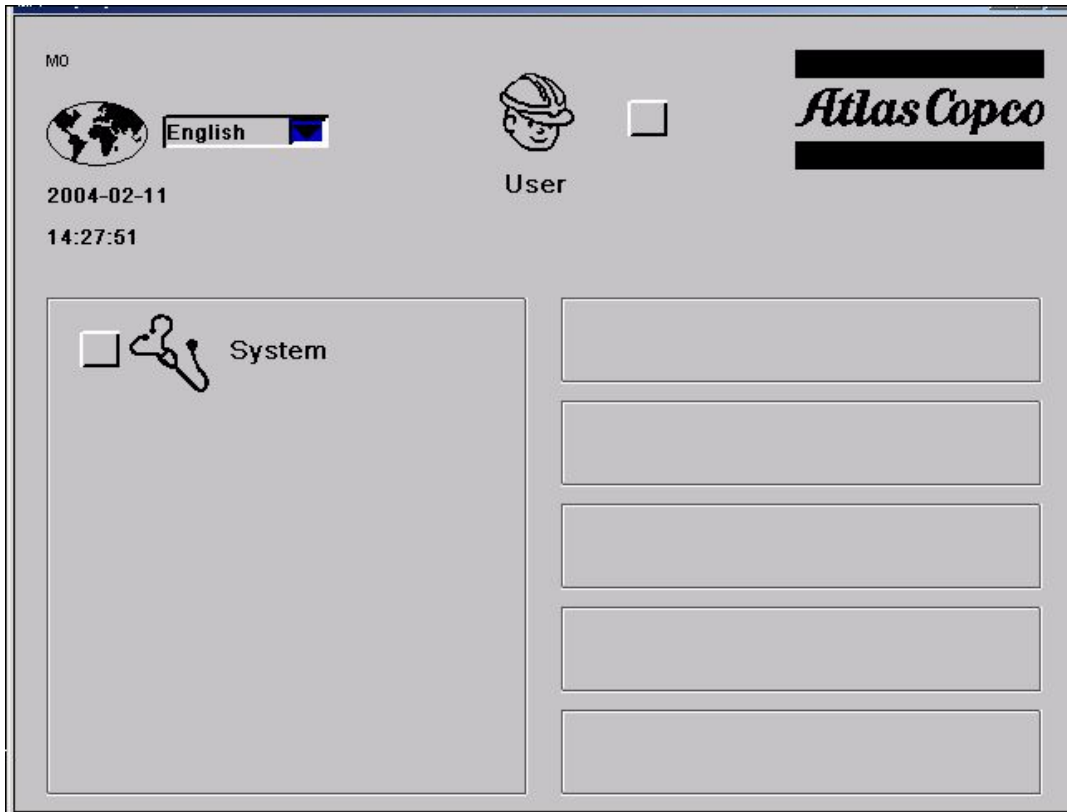 M0
English
2004-02-11
14:27:51
User
Atlas Copco
System